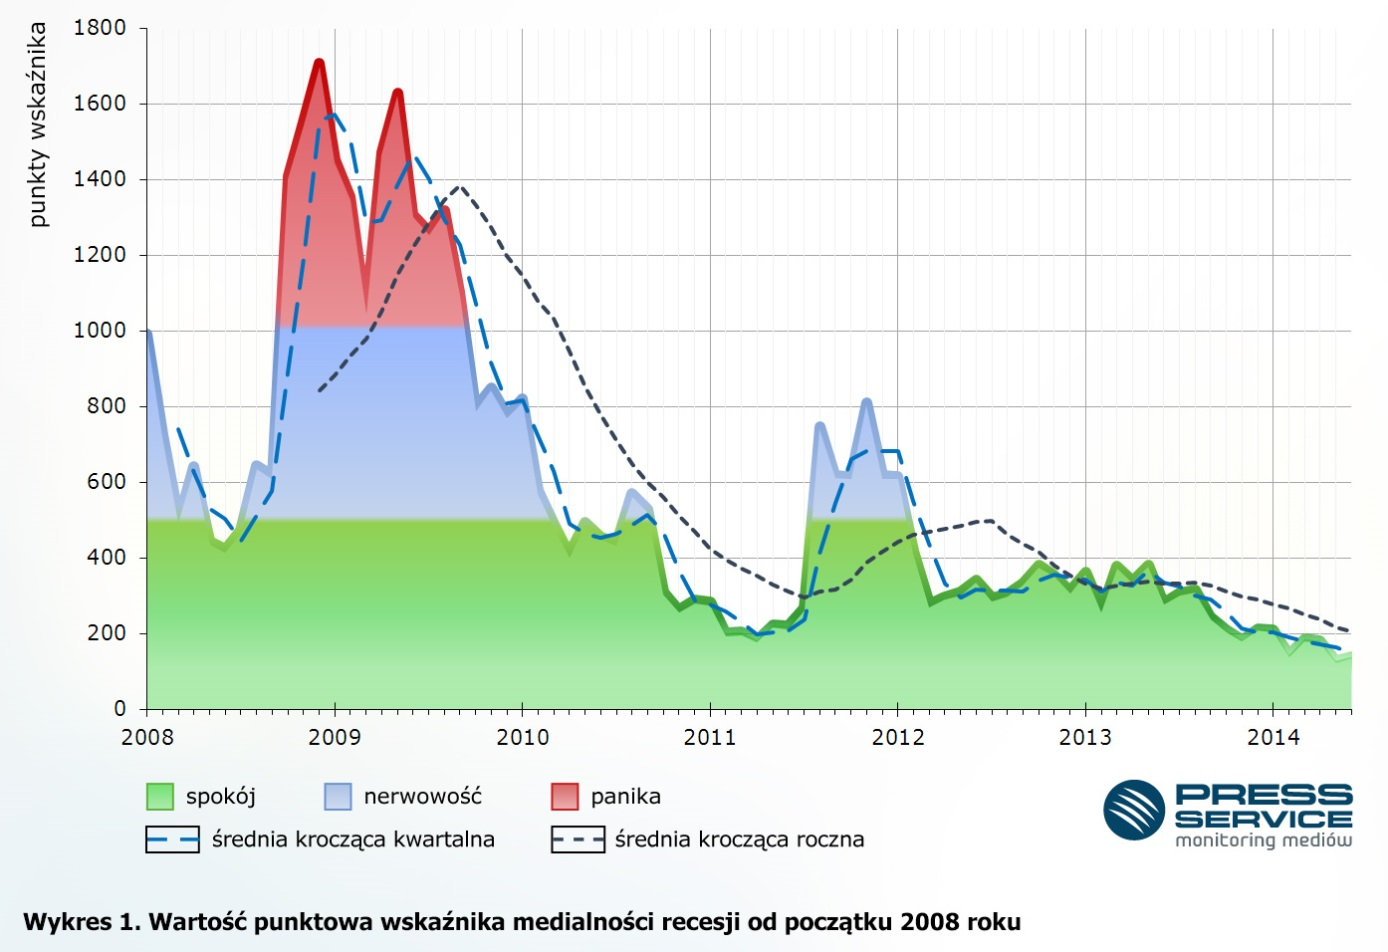 punkty wskaźnika
1800
1600
1400
1200
1000
800
600
400
200
0
2008 2009 2010 2011 2012 2013 2014
spokój nerwowość panika
średnia krocząca kwartalna średnia krocząca roczna
PRESS
SERVICE
monitoring mediów
Wykres 1. Wartość punktowa wskaźnika medialności recesji od początku 2008 roku